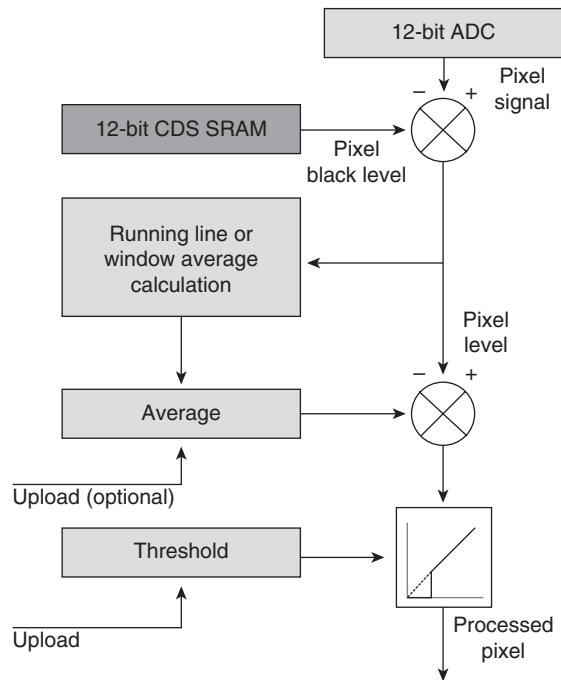 12-bit ADC
Pixel
signal
− +
12-bit CDS SRAM
Pixel
black level
Running line or
window average
calculation
Pixel
level
− +
Average
Upload (optional)
Threshold
Upload
Processed
pixel